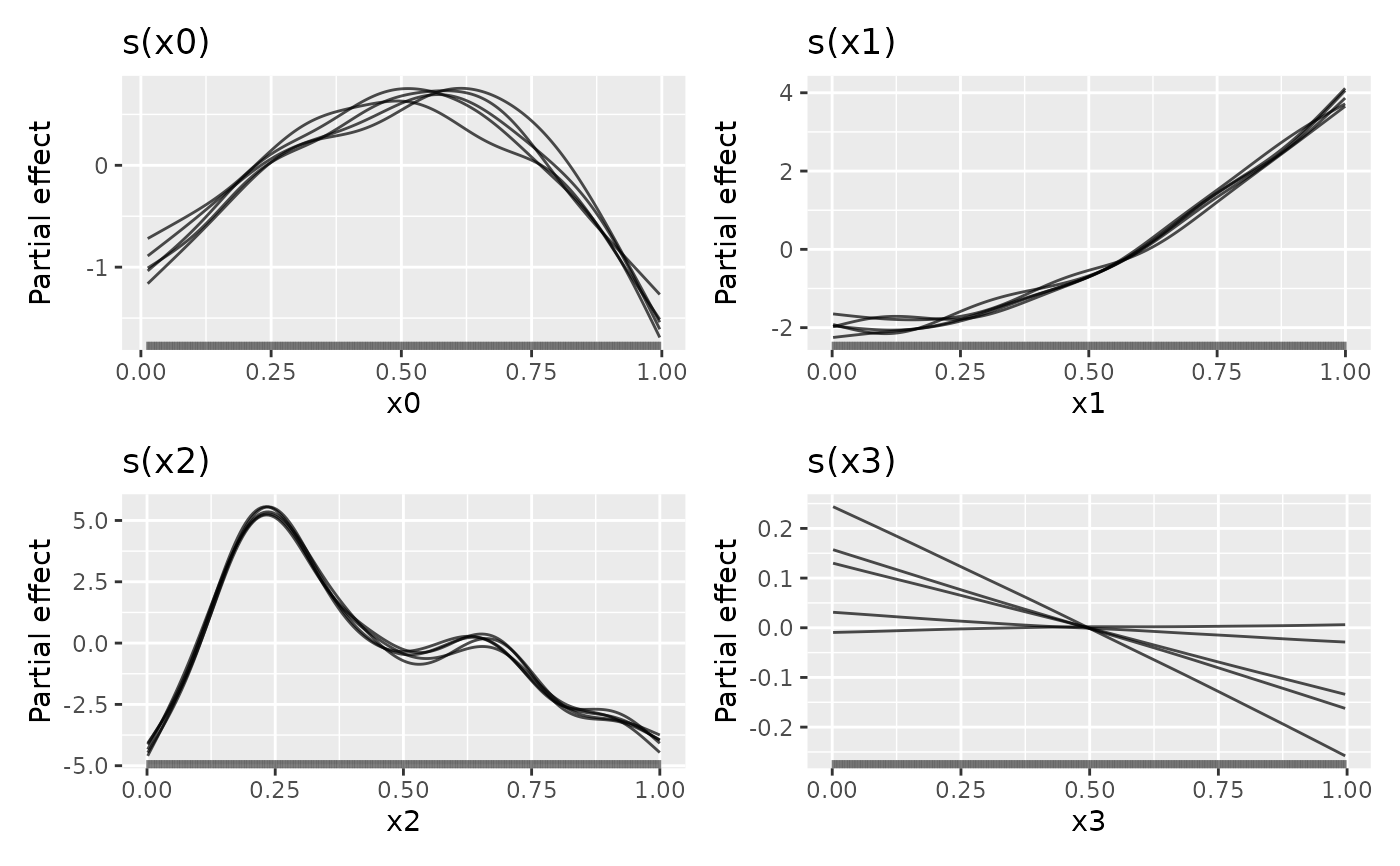 s(x0)
Partial effect
0
-1
0.00 0.25 0.50 0.75 1.00
x0
s(x1)
Partial effect
4
2
0
-2
0.00 0.25 0.50 0.75 1.00
x1
s(x2)
Partial effect
5.0
2.5
0.0
-2.5
-5.0
0.00 0.25 0.50 0.75 1.00
x2
s(x3)
Partial effect
0.2
0.1
0.0
-0.1
-0.2
0.00 0.25 0.50 0.75 1.00
x3